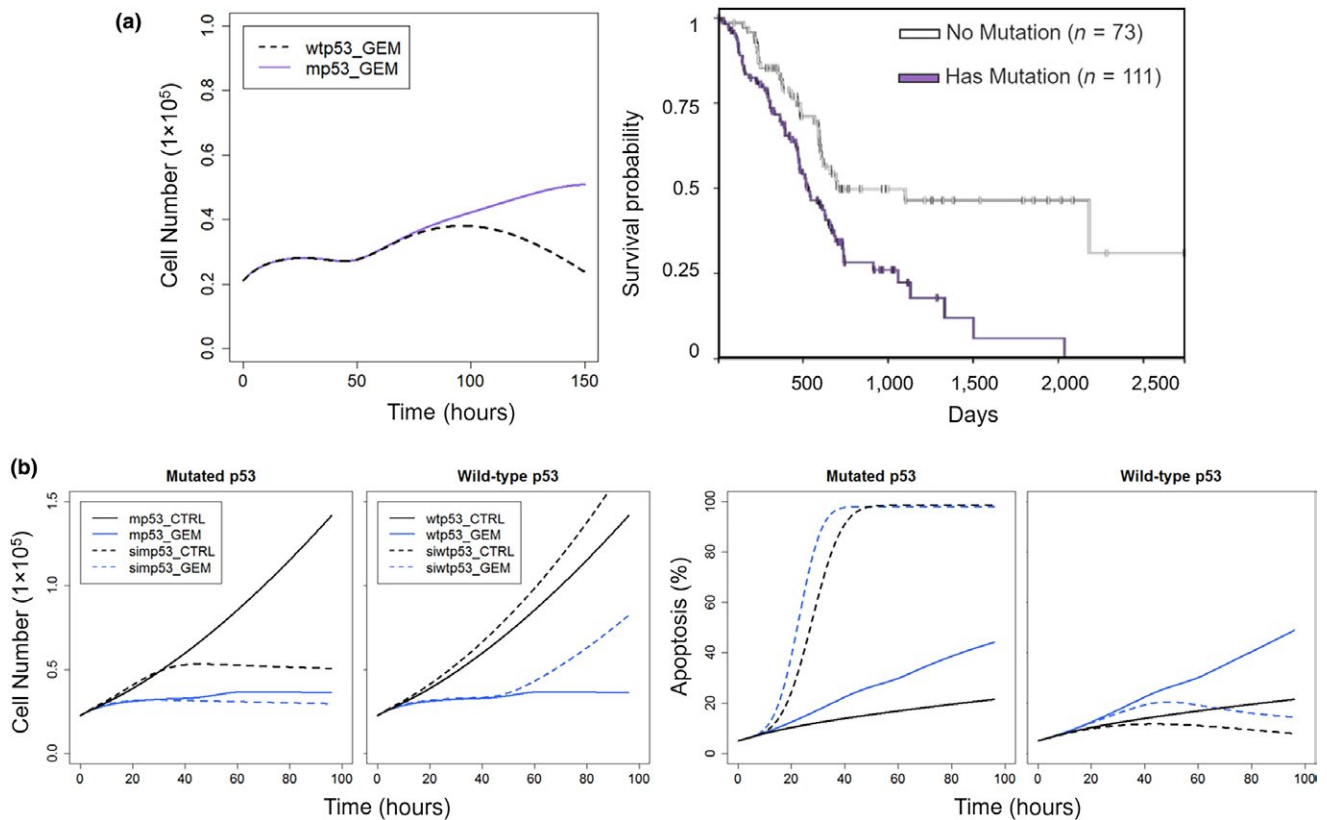 (a)
wtp53_GEM
mp53_GEM
Cell Number (1×10⁵)
1.0
0.8
0.6
0.4
0.2
0.0
0
50
100
150
Time (hours)
No Mutation (n = 73)
Has Mutation (n = 111)
Survival probability
1
0.75
0.5
0.25
0
500
1,000
1,500
2,000
2,500
Days
(b)
Mutated p53
Wild-type p53
mp53_CTRL
mp53_GEM
simp53_CTRL
simp53_GEM
wtp53_CTRL
wtp53_GEM
siwtp53_CTRL
siwtp53_GEM
Cell Number (1×10⁵)
1.5
1.0
0.5
0.0
0 20 40 60 80 100
0 20 40 60 80 100
Time (hours)
Mutated p53
Wild-type p53
Apoptosis (%)
100
80
60
40
20
0
0 20 40 60 80 100
0 20 40 60 80 100
Time (hours)